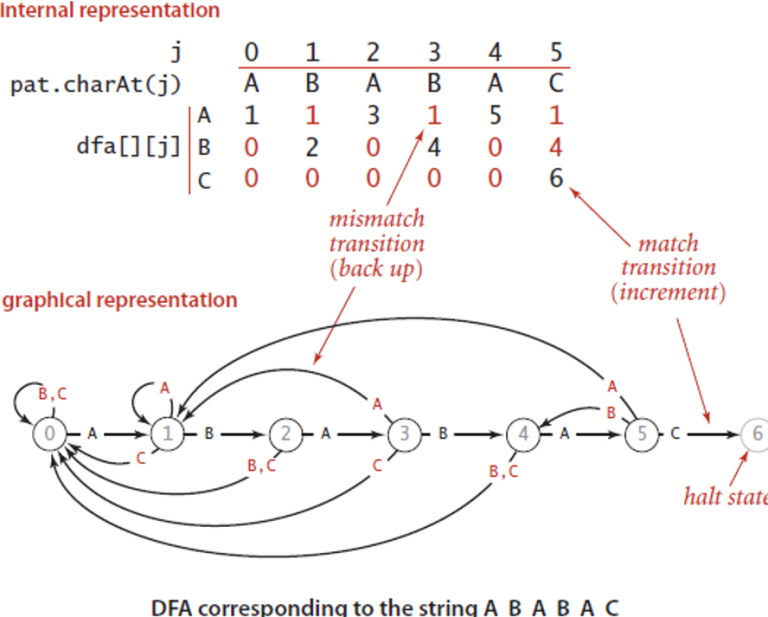 internal representation
j 0 1 2 3 4 5
pat.charAt(j) A B A B A C
A 1 1 3 1 5 1
dfa[][j] B 0 2 0 4 0 4
C 0 0 0 0 0 6
mismatch
transition
(back up)
match
transition
(increment)
graphical representation
A
B,C A A B
0 A 1 B 2 A 3 B 4 A 5 C 6
C B,C C B,C
halt state
DFA corresponding to the string A B A B A C